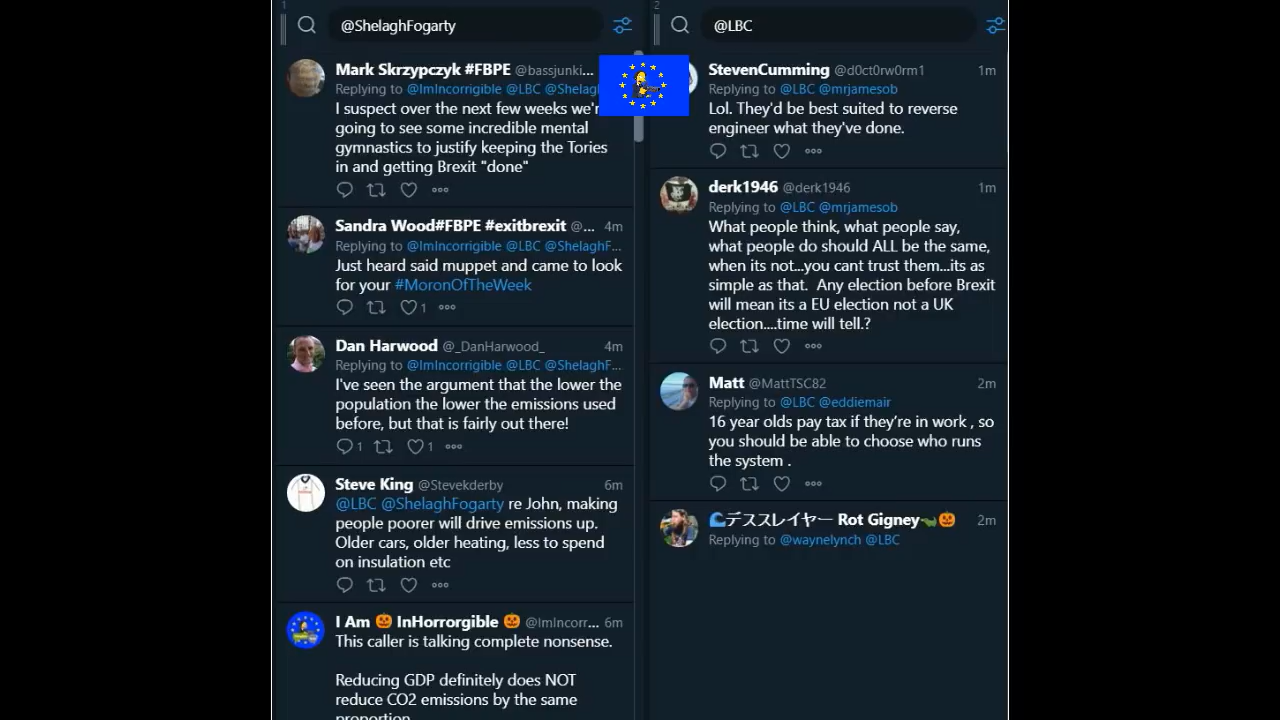 1
@ShelaghFogarty
Mark Skrzypczyk #FBPE @bassjunki...
Replying to @ImIncorrigible @LBC @Shelagh
I suspect over the next few weeks we'r
going to see some incredible mental
gymnastics to justify keeping the Tories
in and getting Brexit "done"
Sandra Wood#FBPE #exitbrexit @... 4m
Replying to @ImIncorrigible @LBC @ShelaghF...
Just heard said muppet and came to look
for your #MoronOfTheWeek
1
Dan Harwood @_DanHarwood_ 4m
Replying to @ImIncorrigible @LBC @ShelaghF...
I've seen the argument that the lower the
population the lower the emissions used
before, but that is fairly out there!
1 1
Steve King @Stevekderby 6m
@LBC @ShelaghFogarty re John, making
people poorer will drive emissions up.
Older cars, older heating, less to spend
on insulation etc
I Am 🎃 InHorrorgible 🎃 @ImIncorr... 6m
This caller is talking complete nonsense.
Reducing GDP definitely does NOT
reduce CO2 emissions by the same
proportion
2
@LBC
StevenCumming @d0ct0rw0rm1 1m
Replying to @LBC @mrjamesob
Lol. They'd be best suited to reverse
engineer what they've done.
derk1946 @derk1946 1m
Replying to @LBC @mrjamesob
What people think, what people say,
what people do should ALL be the same,
when its not...you cant trust them...its as
simple as that. Any election before Brexit
will mean its a EU election not a UK
election....time will tell.?
Matt @MattTSC82 2m
Replying to @LBC @eddiemair
16 year olds pay tax if they're in work , so
you should be able to choose who runs
the system .
🌊デススレイヤー Rot Gigney🦎🎃 2m
Replying to @waynelynch @LBC